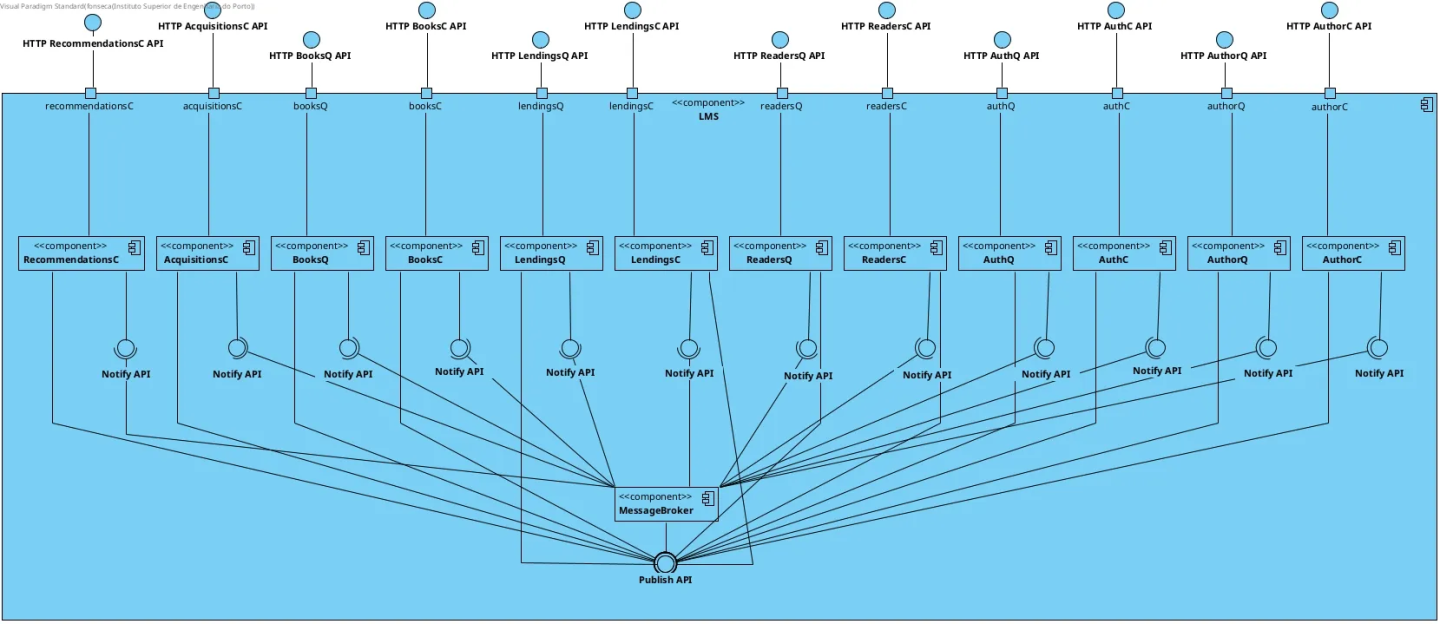 Visual Paradigm Standard(fonseca(Instituto Superior de Engenharia do Porto))
HTTP RecommendationsC API
HTTP AcquisitionsC API
HTTP BooksQ API
HTTP BooksC API
HTTP LendingsQ API
HTTP LendingsC API
HTTP ReadersQ API
HTTP ReadersC API
HTTP AuthQ API
HTTP AuthC API
HTTP AuthorQ API
HTTP AuthorC API
recommendationsC
acquisitionsC
booksQ
booksC
lendingsQ
lendingsC
<<component>>
LMS
readersQ
readersC
authQ
authC
authorQ
authorC
<<component>>
RecommendationsC
<<component>>
AcquisitionsC
<<component>>
BooksQ
<<component>>
BooksC
<<component>>
LendingsQ
<<component>>
LendingsC
<<component>>
ReadersQ
<<component>>
ReadersC
<<component>>
AuthQ
<<component>>
AuthC
<<component>>
AuthorQ
<<component>>
AuthorC
Notify API
Notify API
Notify API
Notify API
Notify API
Notify API
Notify API
Notify API
Notify API
Notify API
Notify API
Notify API
<<component>>
MessageBroker
Publish API